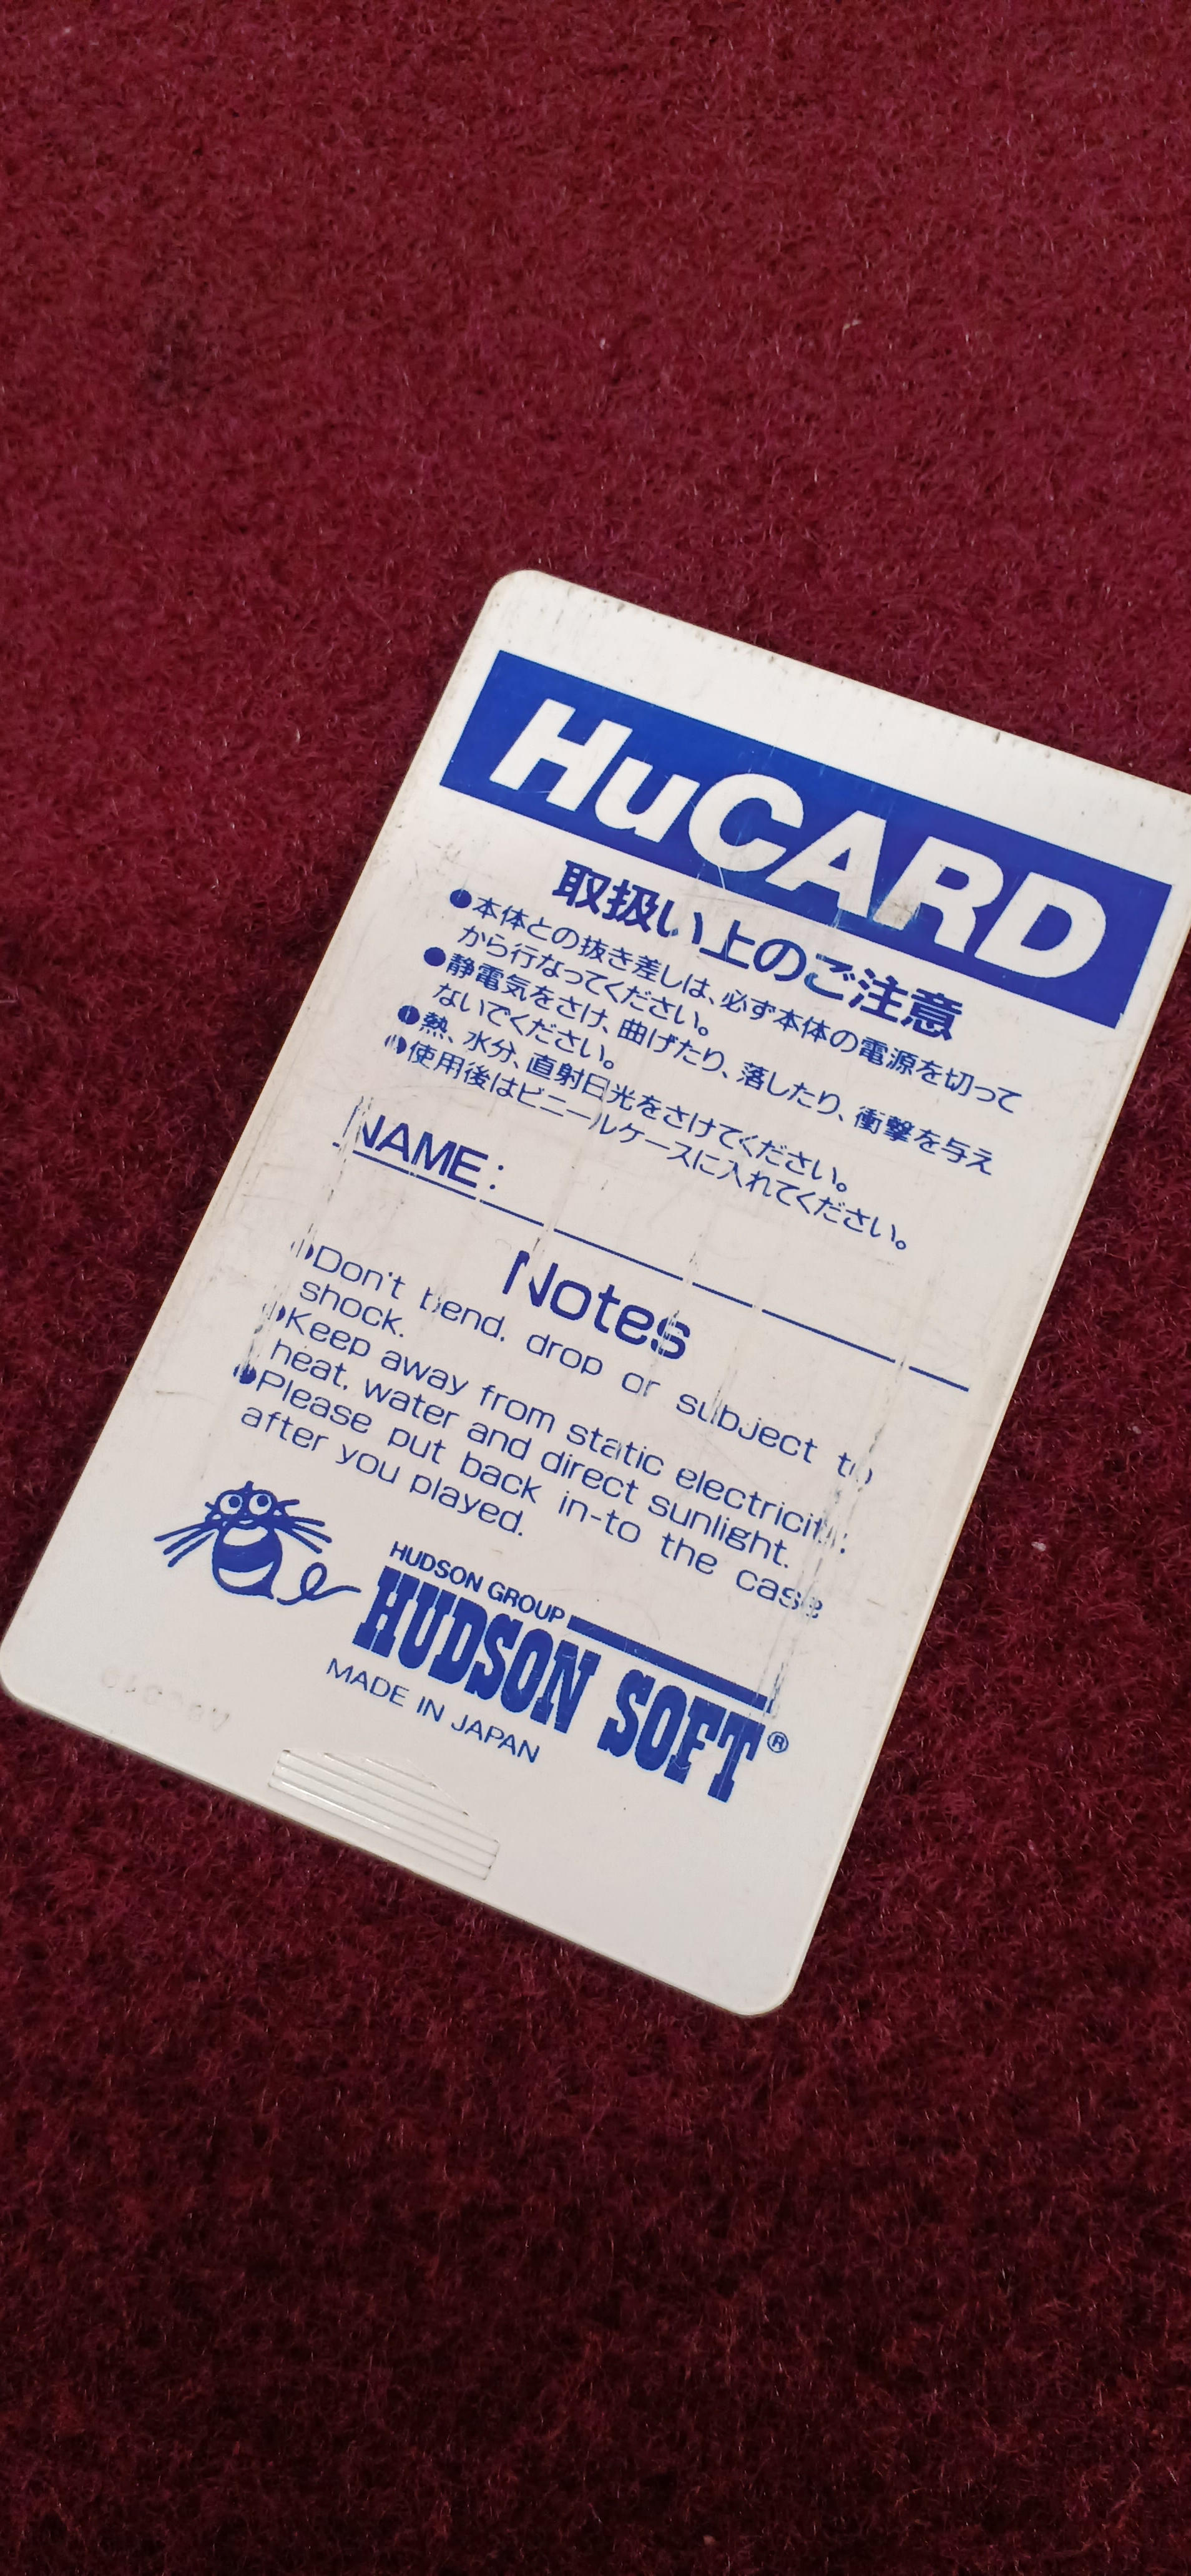 HuCARD
取扱い上のご注意
●本体との抜き差しは、必ず本体の電源を切って
から行なってください。
●静電気をさけ、曲げたり、落したり、衝撃を与え
ないでください。
●熱、水分、直射日光をさけてください。
●使用後はビニールケースに入れてください。
NAME:
Notes
●Don't bend, drop or subject to
shock.
●Keep away from static electricity,
heat, water and direct sunlight.
●Please put back in-to the case
after you played.
HUDSON GROUP
HUDSON SOFT®
MADE IN JAPAN